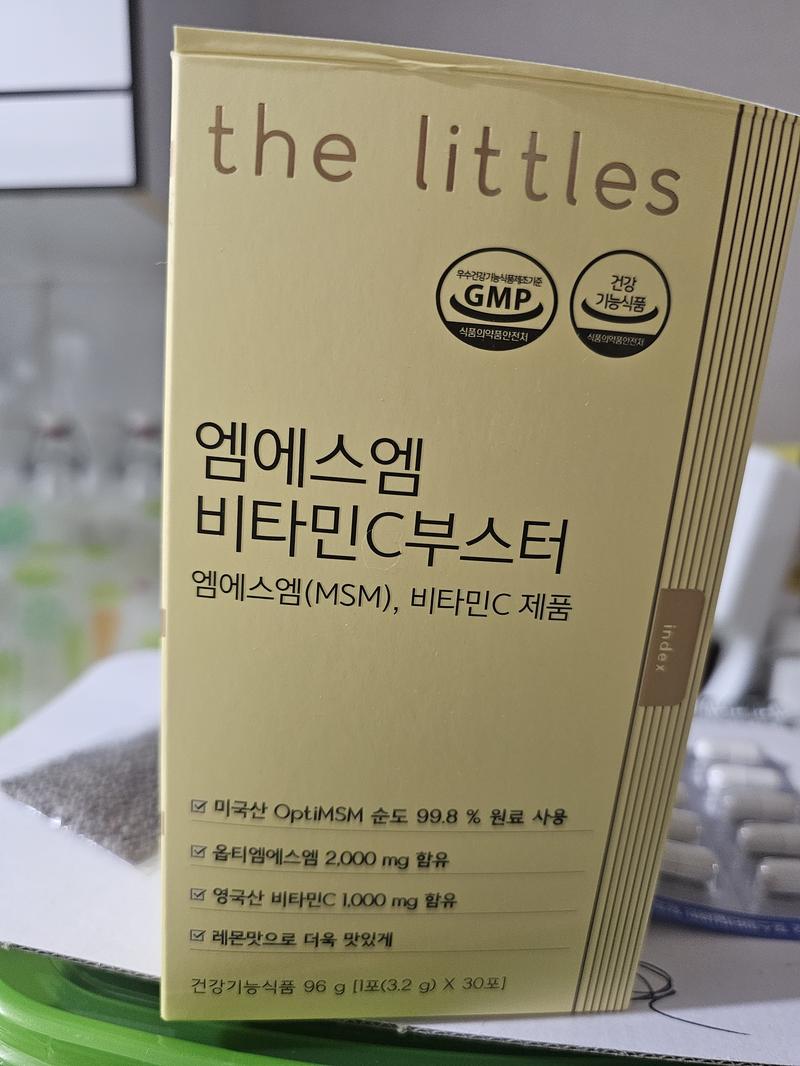 the littles
우수건강기능식품제조기준
GMP
식품의약품안전처
건강
기능식품
식품의약품안전처
엠에스엠
비타민C부스터
엠에스엠(MSM), 비타민C 제품
index
미국산 OptiMSM 순도 99.8 % 원료 사용
옵티엠에스엠 2,000 mg 함유
영국산 비타민C 1,000 mg 함유
레몬맛으로 더욱 맛있게
건강기능식품 96 g [1포(3.2 g) X 30포]